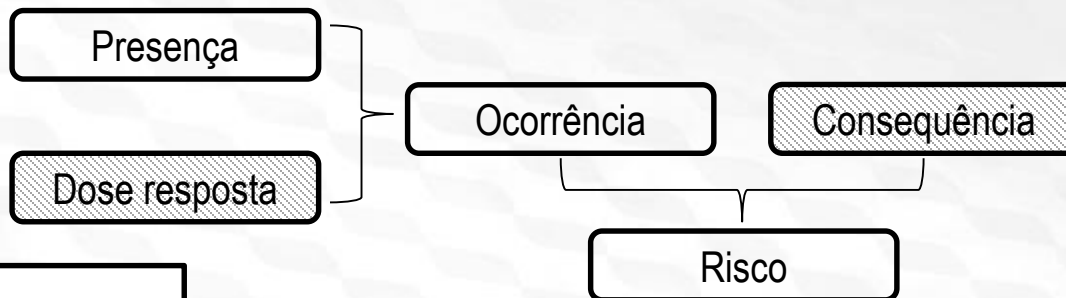 Presença
Ocorrência
Consequência
Dose resposta
Risco